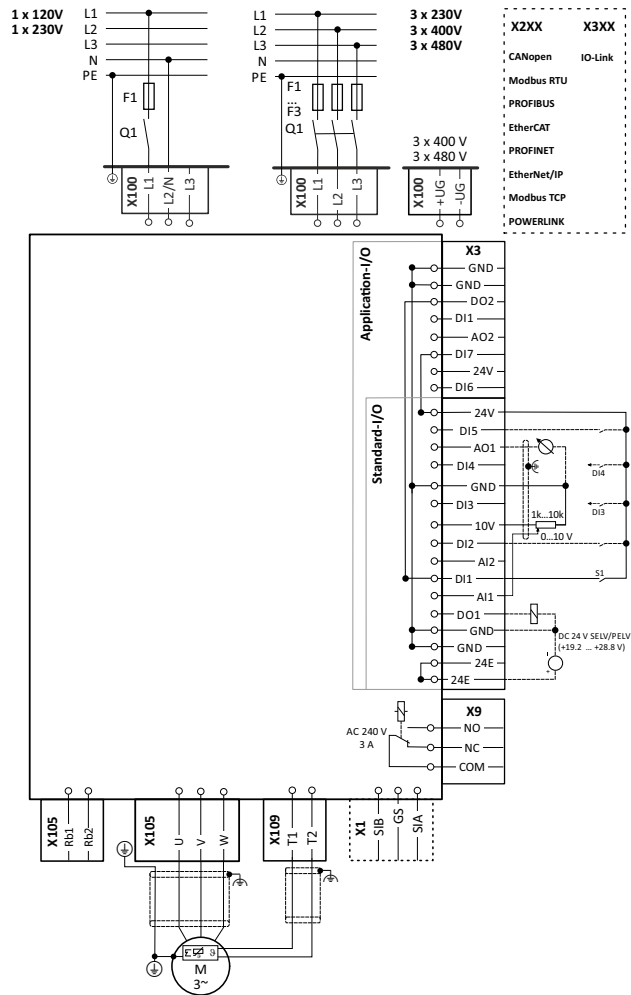 1 x 120V
1 x 230V
L1
L2
L3
N
PE
F1
Q1
X100
L1
L2/N
L3
L1
L2
L3
N
PE
3 x 230V
3 x 400V
3 x 480V
F1
...
F3
Q1
X100
L1
L2
L3
3 x 400 V
3 x 480 V
X100
+UG
-UG
X2XX X3XX
CANopen IO-Link
Modbus RTU
PROFIBUS
EtherCAT
PROFINET
EtherNet/IP
Modbus TCP
POWERLINK
Application-I/O
X3
GND
GND
DO2
DI1
AO2
DI7
24V
DI6
Standard-I/O
24V
DI5
AO1
DI4
GND
DI3
10V
DI2
AI2
DI1
AI1
DO1
GND
GND
24E
24E
DI4
DI3
1k...10k
0...10 V
S1
DC 24 V SELV/PELV
(+19.2 ... +28.8 V)
AC 240 V
3 A
X9
NO
NC
COM
X105
Rb1
Rb2
X105
U
V
W
X109
T1
T2
X1
SIB
GS
SIA
M
3~